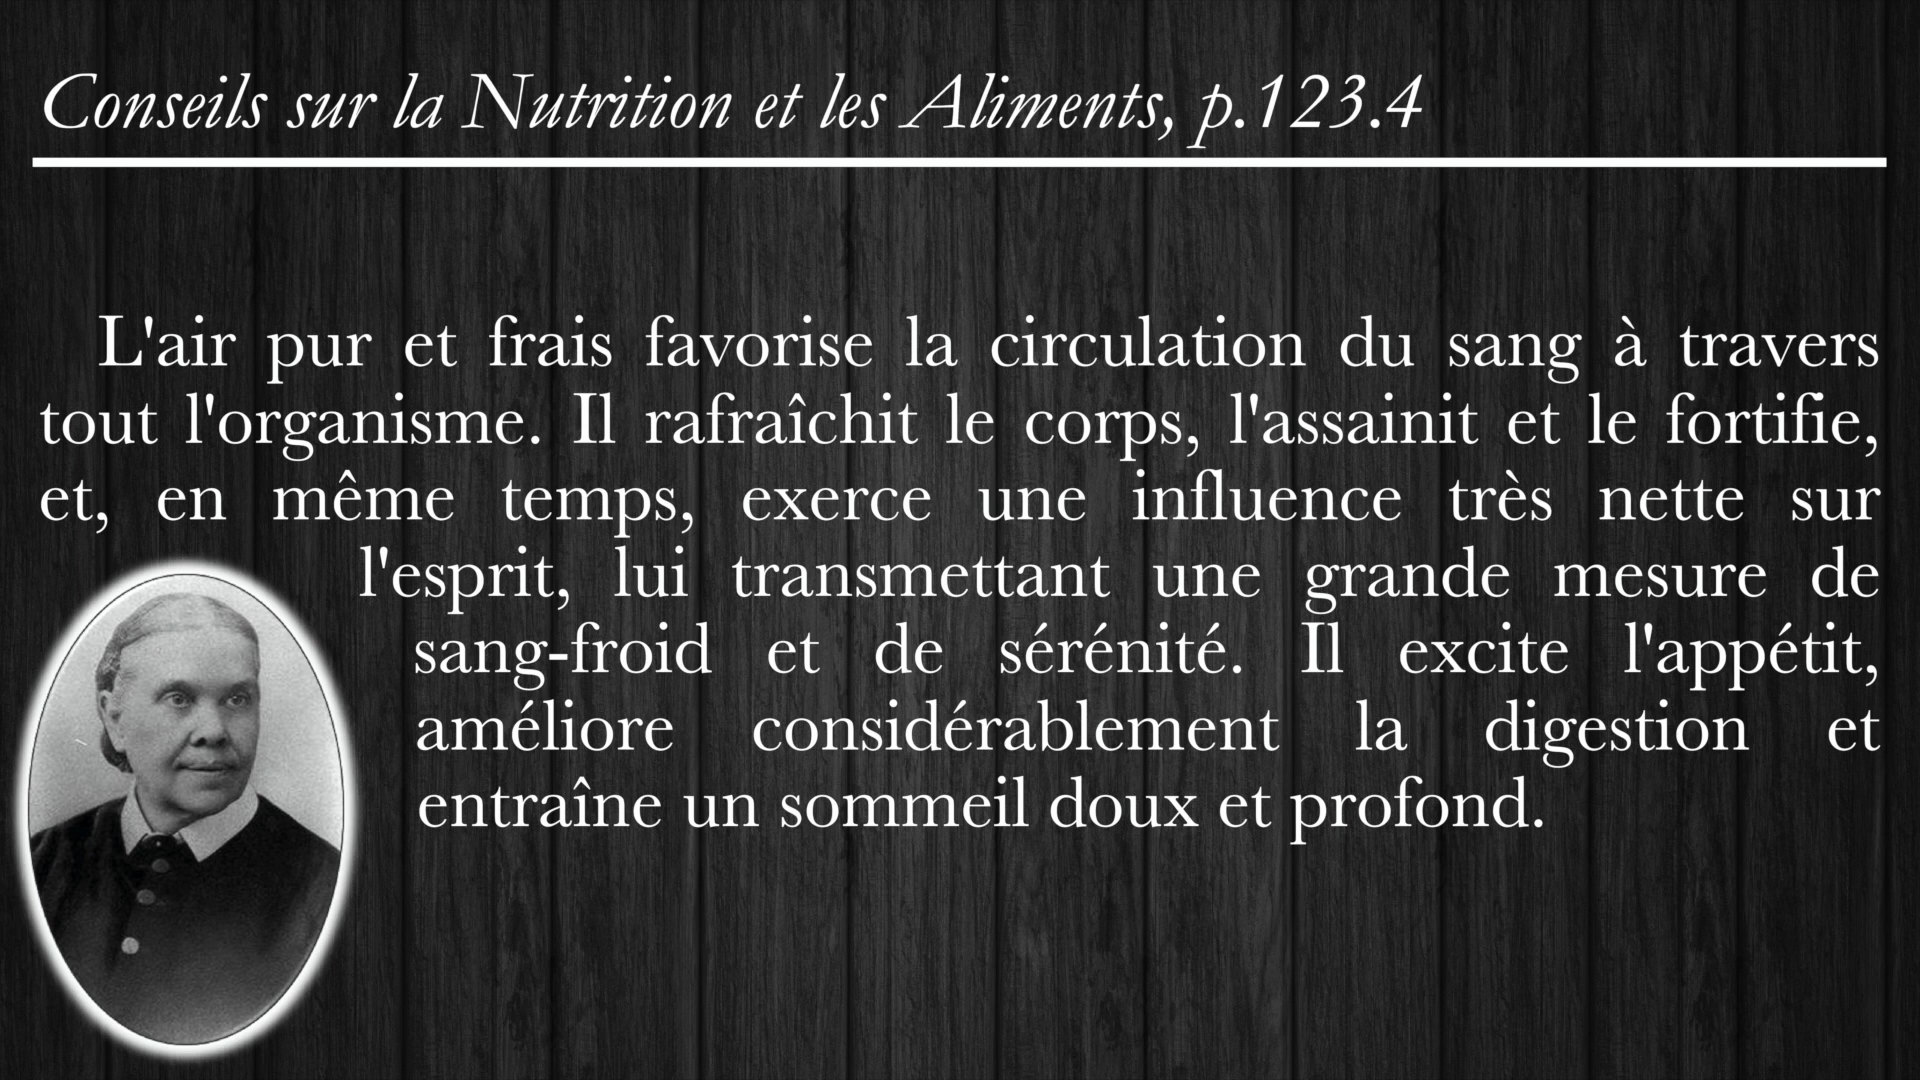 Conseils sur la Nutrition et les Aliments, p.123.4
L'air pur et frais favorise la circulation du sang à travers
tout l'organisme. Il rafraîchit le corps, l'assainit et le fortifie,
et, en même temps, exerce une influence très nette sur
l'esprit, lui transmettant une grande mesure de
sang-froid et de sérénité. Il excite l'appétit,
améliore considérablement la digestion et
entraîne un sommeil doux et profond.